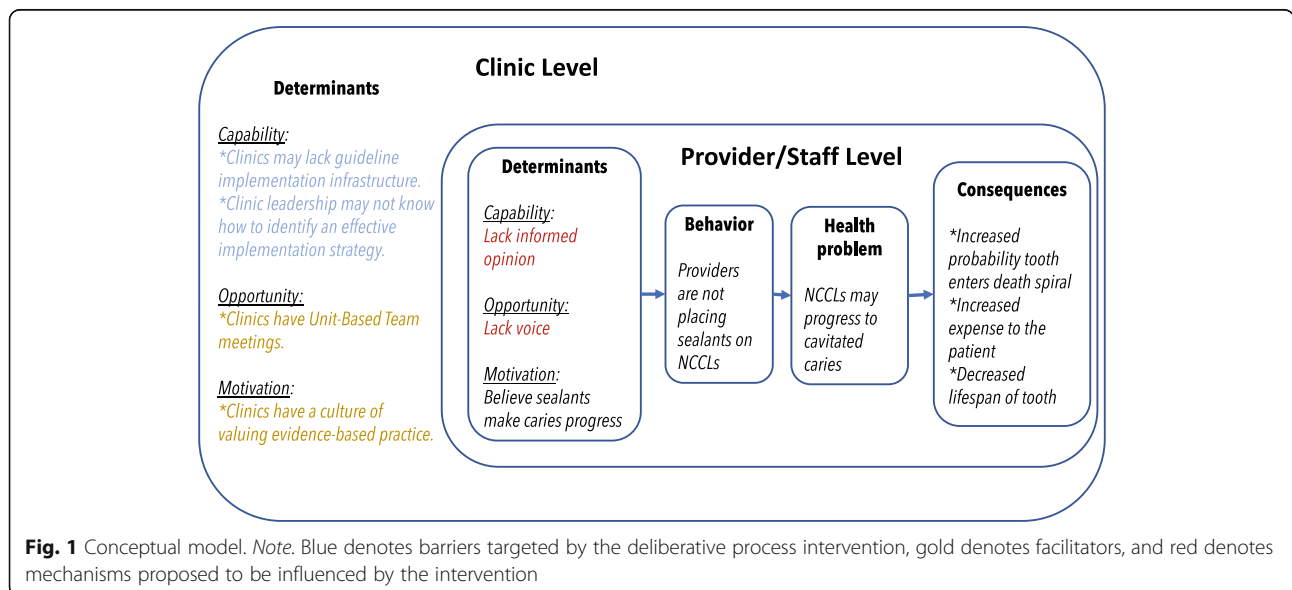 Clinic Level
Determinants
Capability:
*Clinics may lack guideline
implementation infrastructure.
*Clinic leadership may not know
how to identify an effective
implementation strategy.
Opportunity:
*Clinics have Unit-Based Team
meetings.
Motivation:
*Clinics have a culture of
valuing evidence-based practice.
Provider/Staff Level
Determinants
Capability:
Lack informed
opinion
Opportunity:
Lack voice
Motivation:
Believe sealants
make caries progress
Behavior
Providers
are not
placing
sealants on
NCCLs
Health
problem
NCCLs may
progress to
cavitated
caries
Consequences
*Increased
probability tooth
enters death spiral
*Increased
expense to the
patient
*Decreased
lifespan of tooth
Fig. 1 Conceptual model. Note. Blue denotes barriers targeted by the deliberative process intervention, gold denotes facilitators, and red denotes
mechanisms proposed to be influenced by the intervention